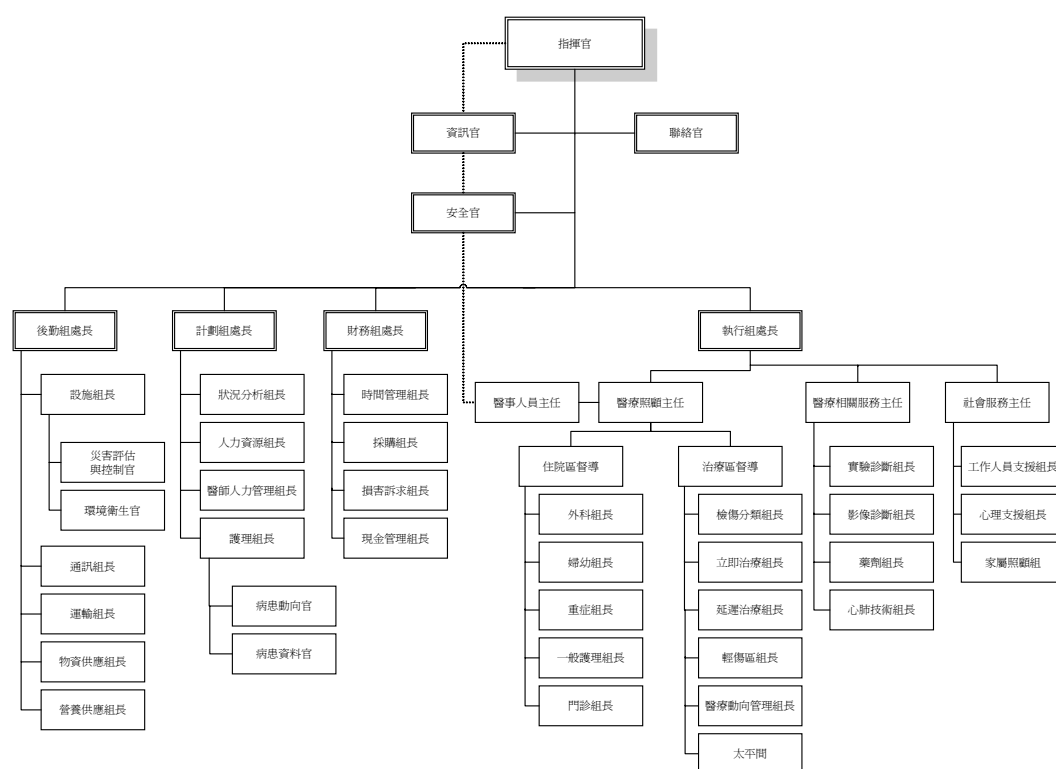 指揮官
資訊官
聯絡官
安全官
後勤組處長
計劃組處長
財務組處長
執行組處長
設施組長
災害評估
與控制官
環境衛生官
通訊組長
運輸組長
物資供應組長
營養供應組長
狀況分析組長
人力資源組長
醫師人力管理組長
護理組長
病患動向官
病患資料官
時間管理組長
採購組長
損害訴求組長
現金管理組長
醫事人員主任
醫療照顧主任
醫療相關服務主任
社會服務主任
住院區督導
外科組長
婦幼組長
重症組長
一般護理組長
門診組長
治療區督導
檢傷分類組長
立即治療組長
延遲治療組長
輕傷區組長
醫療動向管理組長
太平間
實驗診斷組長
影像診斷組長
藥劑組長
心肺技術組長
工作人員支援組長
心理支援組長
家屬照顧組